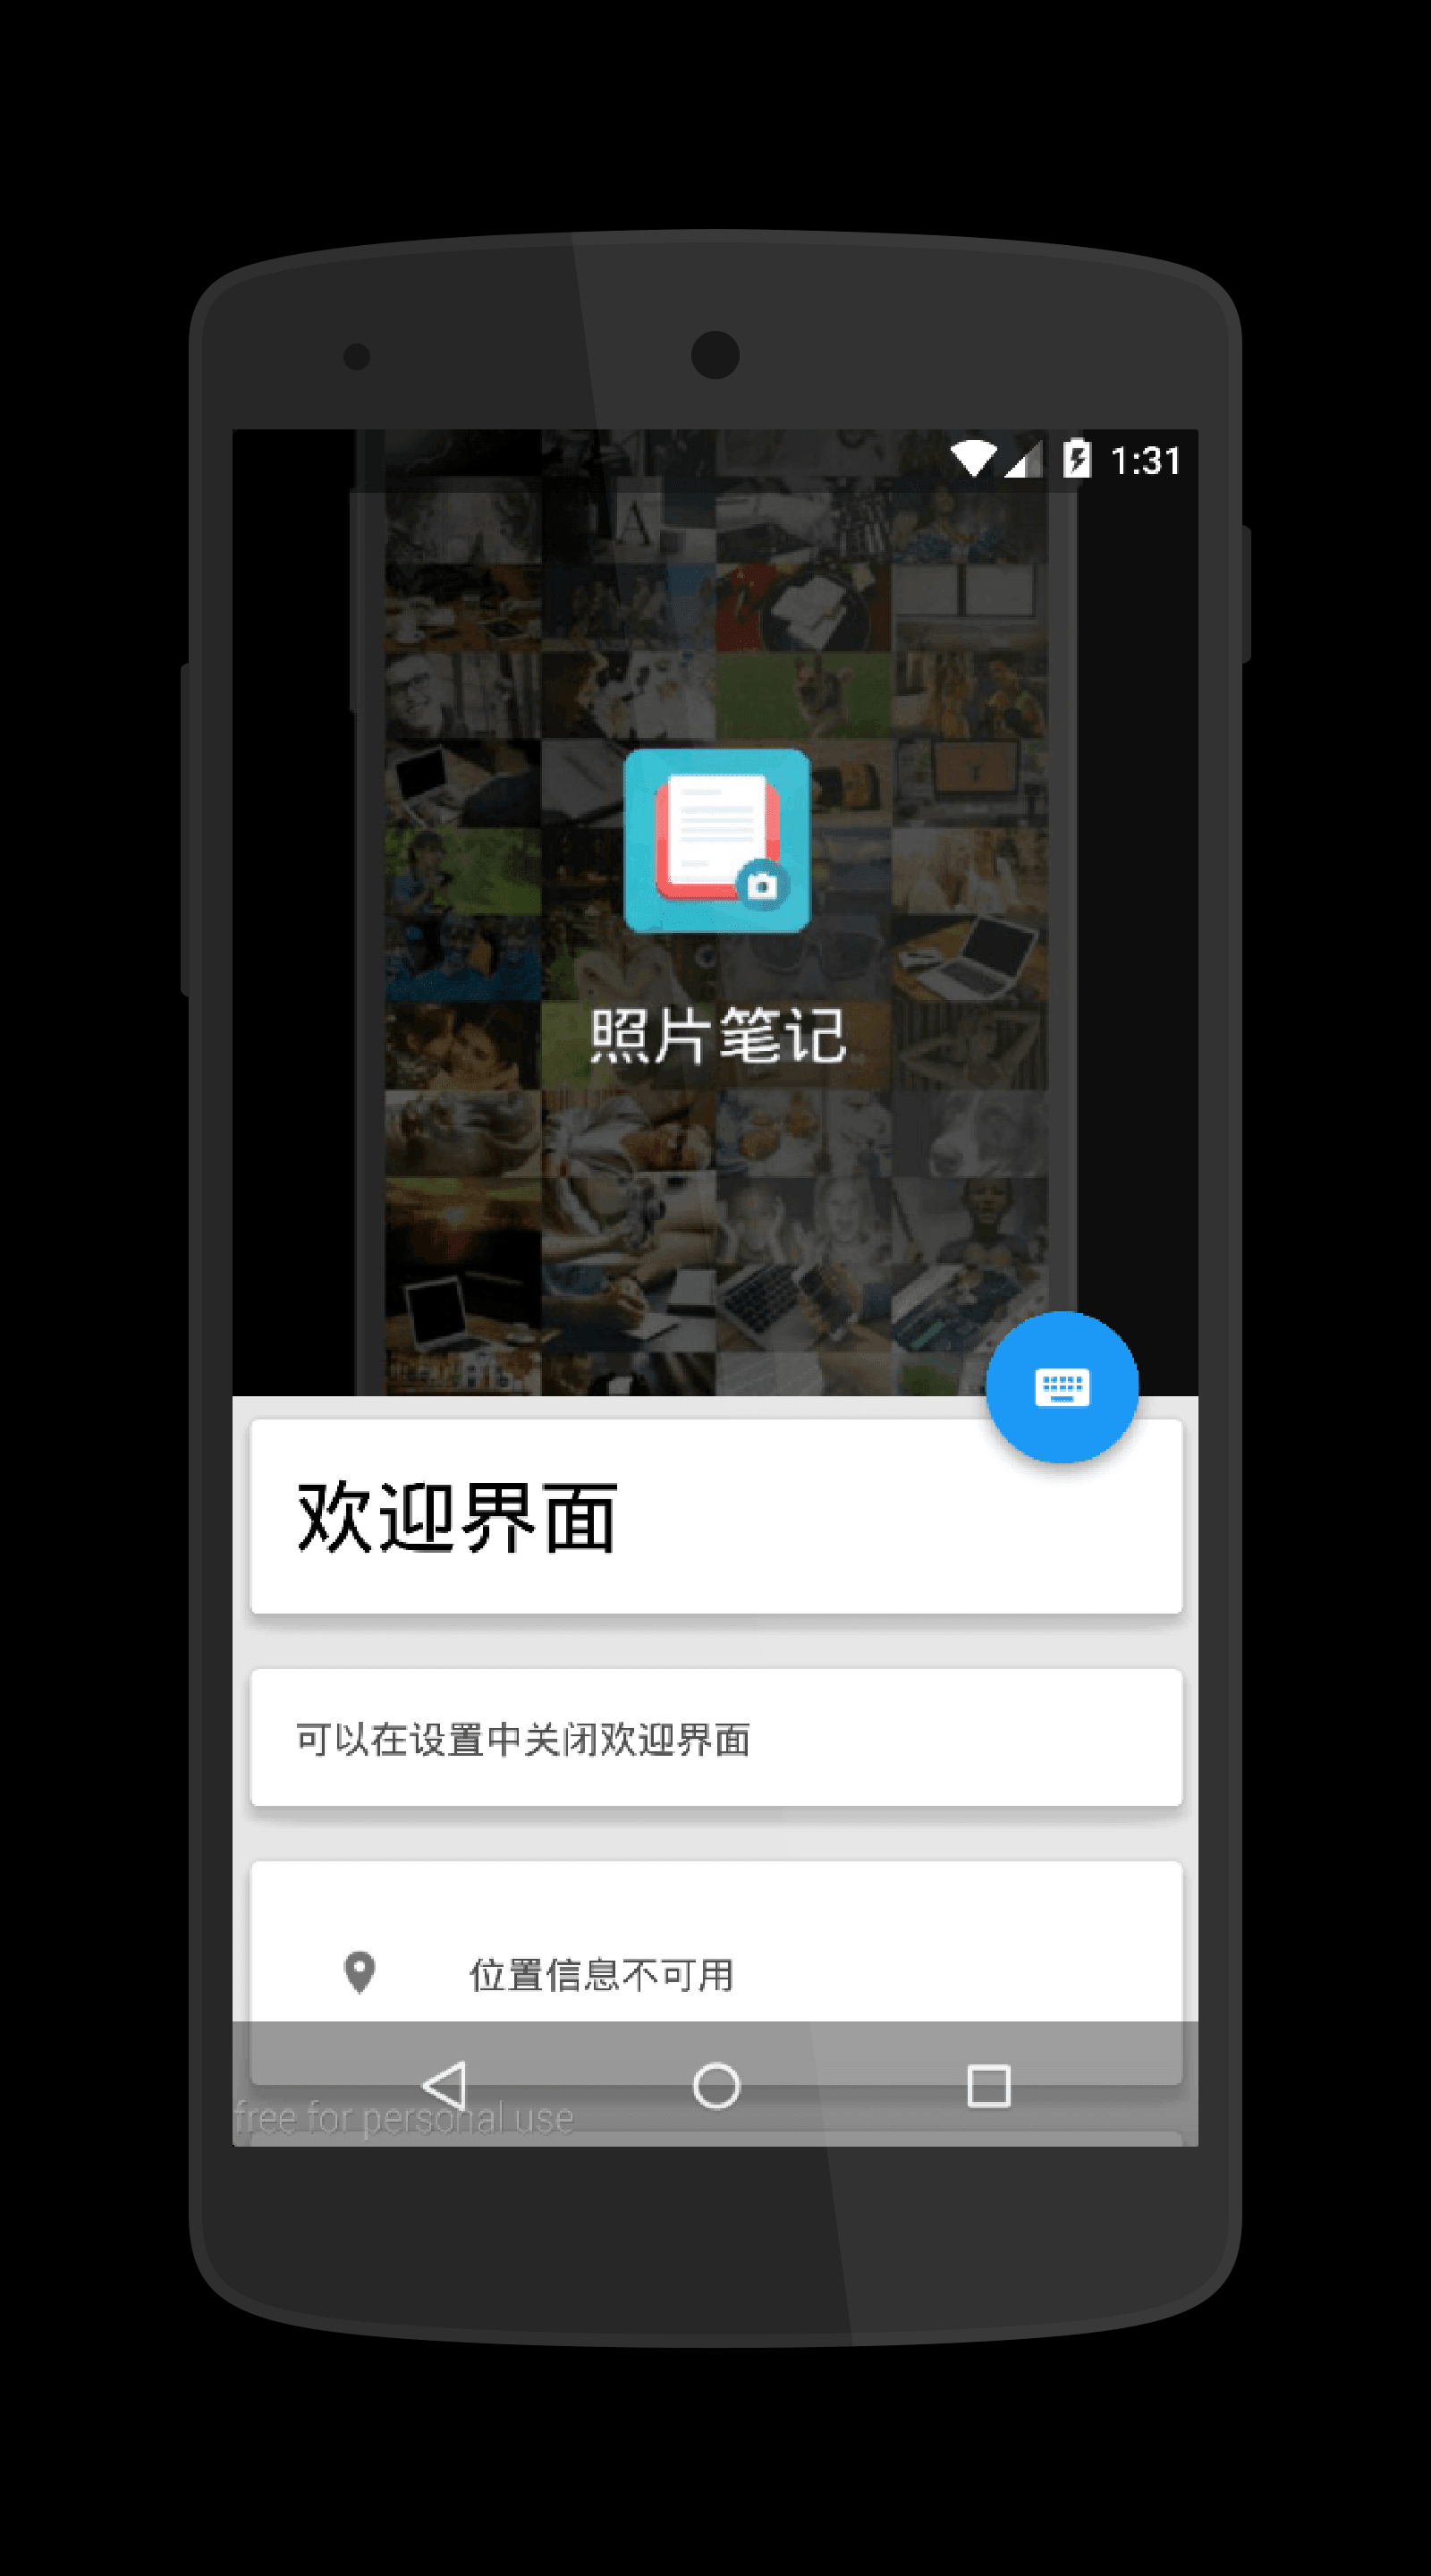 1:31
A
照片笔记
欢迎界面
可以在设置中关闭欢迎界面
位置信息不可用
free for personal use